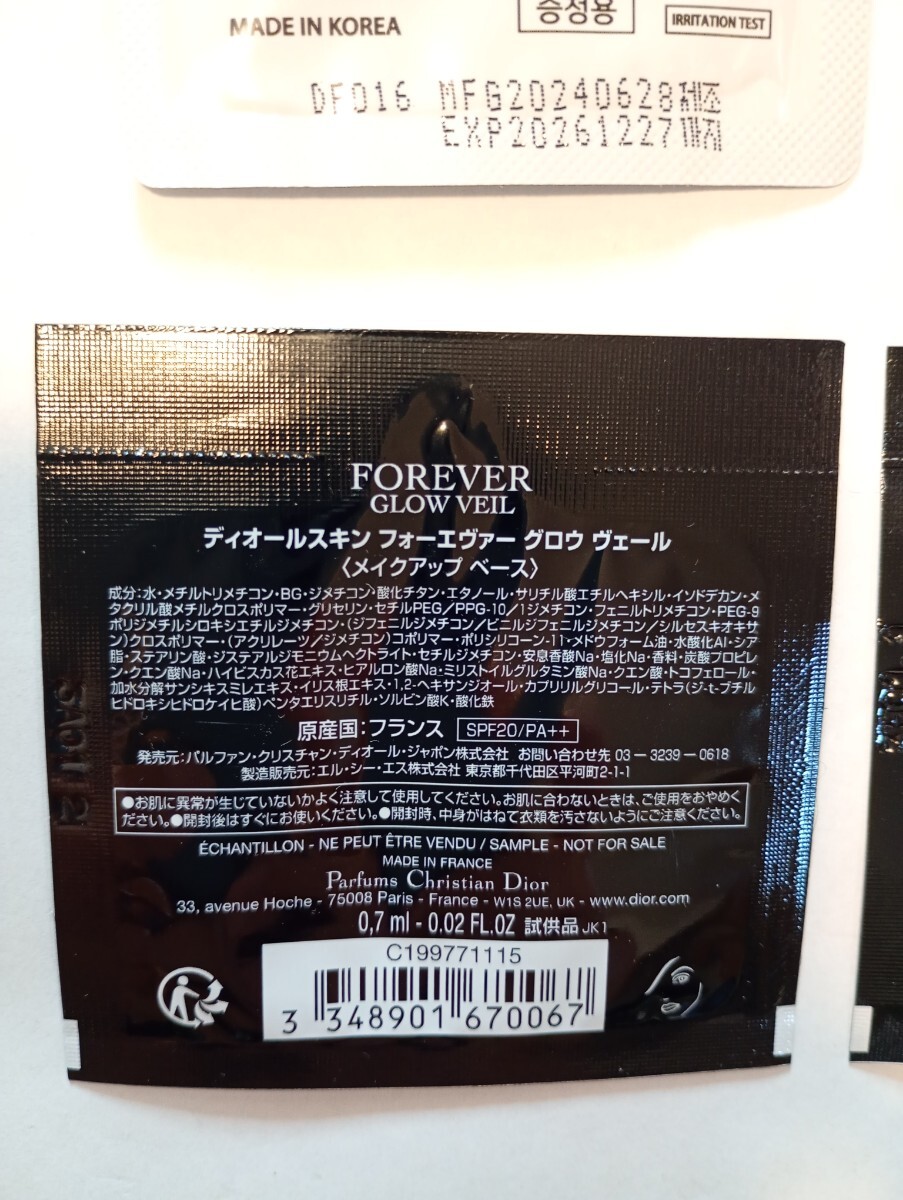 증정용
MADE IN KOREA
IRRITATION TEST
DF016 MFG20240628제조
EXP20261227까지
FOREVER
GLOW VEIL
ディオールスキン フォーエヴァー グロウ ヴェール
〈メイクアップ ベース〉
成分:水・メチルトリメチコン・BG・ジメチコン・酸化チタン・エタノール・サリチル酸エチルヘキシル・イソドデカン・メ
タクリル酸メチルクロスポリマー・グリセリン・セチルPEG/PPG-10/1ジメチコン・フェニルトリメチコン・PEG-9
ポリジメチルシロキシエチルジメチコン・(ジフェニルジメチコン/ビニルジフェニルジメチコン/シルセスキオキサ
ン)クロスポリマー・(アクリレーツ/ジメチコン)コポリマー・ポリシリコーン-11・メドウフォーム油・水酸化Al・シア
脂・ステアリン酸・ジステアルジモニウムヘクトライト・セチルジメチコン・安息香酸Na・塩化Na・香料・炭酸プロピレ
ン・クエン酸Na・ハイビスカス花エキス・ヒアルロン酸Na・ミリストイルグルタミン酸Na・クエン酸・トコフェロール・
加水分解サンシキスミレエキス・イリス根エキス・1,2-ヘキサンジオール・カプリリルグリコール・テトラ(ジ-t-ブチル
ヒドロキシヒドロケイヒ酸)ペンタエリスリチル・ソルビン酸K・酸化鉄
原産国:フランス SPF20/PA++
発売元:パルファン・クリスチャン・ディオール・ジャポン株式会社 お問い合わせ先 03-3239-0618
製造販売元:エル・シー・エス株式会社 東京都千代田区平河町2-1-1
●お肌に異常が生じていないかよく注意して使用してください。お肌に合わないときは、ご使用をおやめく
ださい。●開封後はすぐにお使いください。●開封時、中身がはねて衣類を汚さないようにご注意ください。
ÉCHANTILLON - NE PEUT ÊTRE VENDU / SAMPLE - NOT FOR SALE
MADE IN FRANCE
Parfums Christian Dior
33, avenue Hoche - 75008 Paris - France - W1S 2UE, UK - www.dior.com
0,7 ml - 0.02 FL.OZ 試供品 JK1
C199771115
3 348901 670067